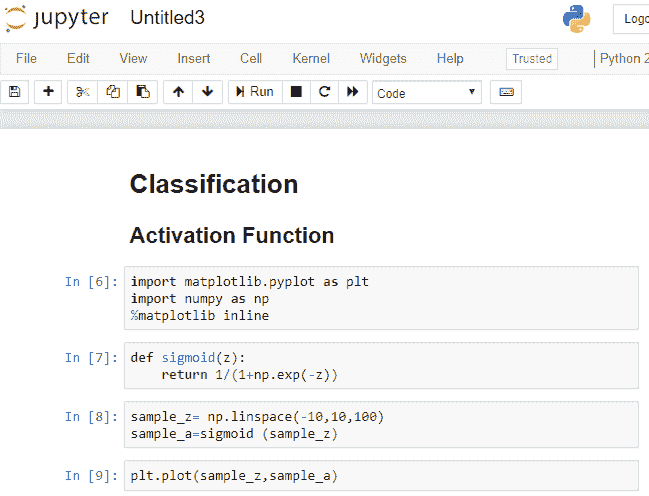 jupyter Untitled3
Logo
File Edit View Insert Cell Kernel Widgets Help Trusted Python 2
Run Code
Classification
Activation Function
In [6]: import matplotlib.pyplot as plt
import numpy as np
%matplotlib inline
In [7]: def sigmoid(z):
    return 1/(1+np.exp(-z))
In [8]: sample_z= np.linspace(-10,10,100)
sample_a=sigmoid (sample_z)
In [9]: plt.plot(sample_z,sample_a)